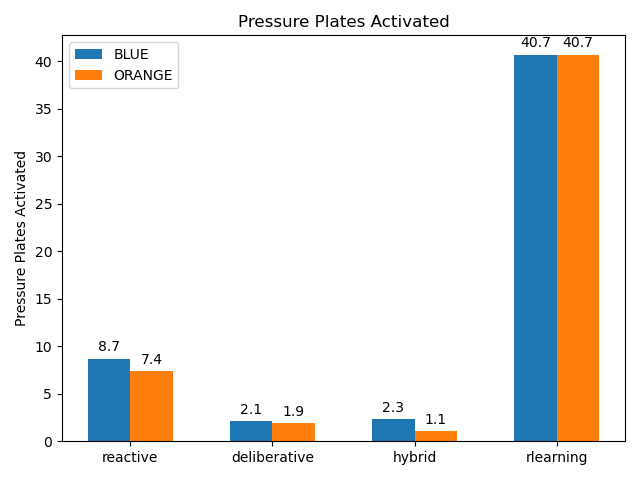 Pressure Plates Activated
BLUE
ORANGE
Pressure Plates Activated
40
35
30
25
20
15
10
5
0
8.7
7.4
2.1
1.9
2.3
1.1
40.7
40.7
reactive
deliberative
hybrid
rlearning